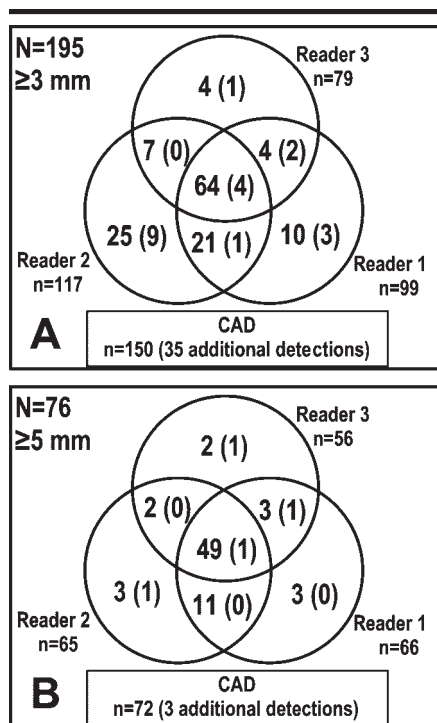 N=195
≥3 mm
Reader 3
n=79
4 (1)
7 (0)
4 (2)
64 (4)
25 (9)
21 (1)
10 (3)
Reader 2
n=117
Reader 1
n=99
A
CAD
n=150 (35 additional detections)
N=76
≥5 mm
Reader 3
n=56
2 (1)
2 (0)
3 (1)
49 (1)
3 (1)
11 (0)
3 (0)
Reader 2
n=65
Reader 1
n=66
B
CAD
n=72 (3 additional detections)